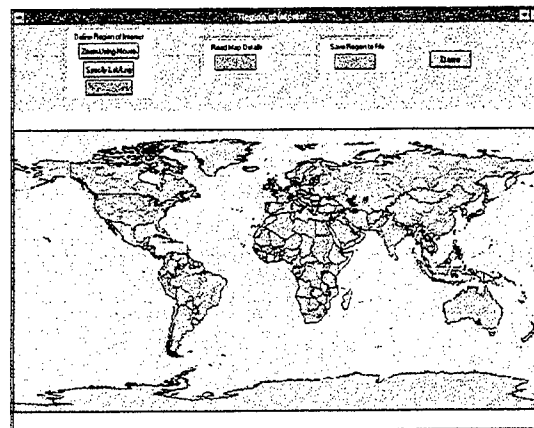 Region of Interest
Define Region of Interest
Zoom Using Mouse
Specify Lat/Long
Read Map Details
Save Region to File
Done